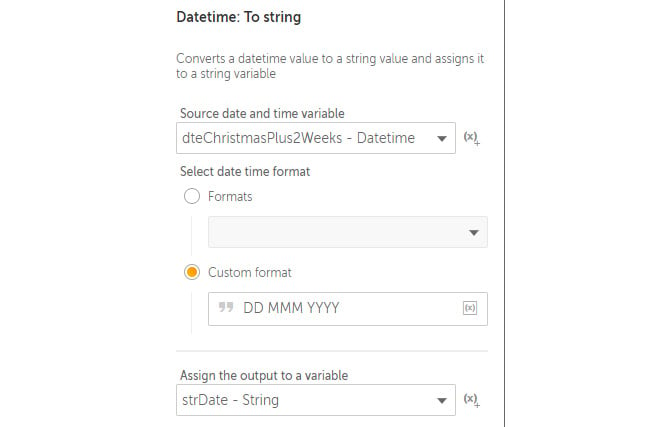 Datetime: To string
Converts a datetime value to a string value and assigns it
to a string variable
Source date and time variable
dteChristmasPlus2Weeks - Datetime
(x)+
Select date time format
Formats
Custom format
DD MMM YYYY
(x)
Assign the output to a variable
strDate - String
(x)+